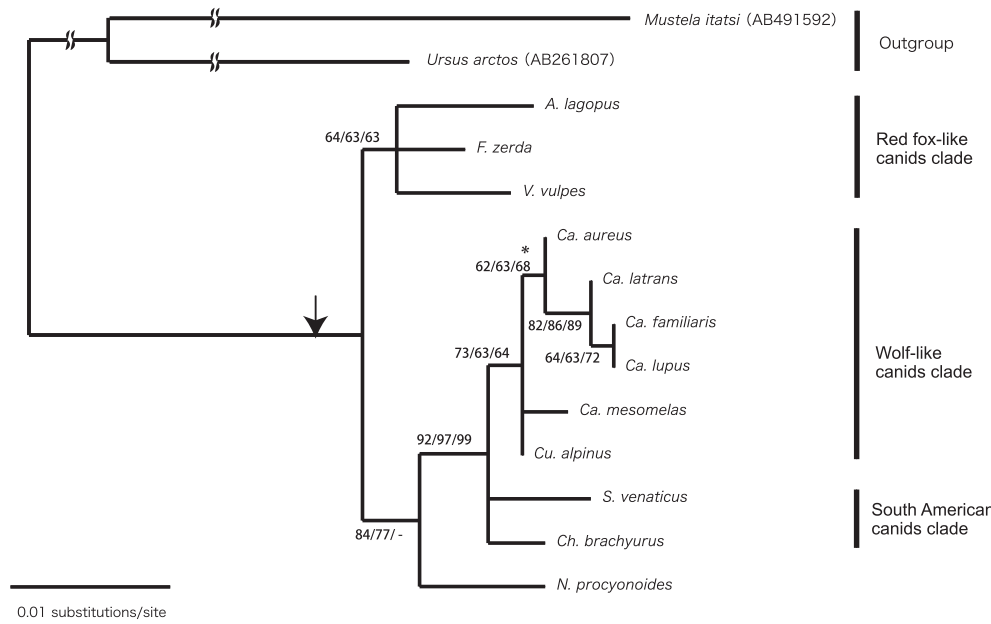 Mustela itatsi (AB491592)
Ursus arctos (AB261807)
Outgroup
A. lagopus
64/63/63
F. zerda
V. vulpes
Red fox-like
canids clade
Ca. aureus
*
62/63/68
Ca. latrans
82/86/89
Ca. familiaris
64/63/72
Ca. lupus
73/63/64
Ca. mesomelas
92/97/99
Cu. alpinus
Wolf-like
canids clade
S. venaticus
Ch. brachyurus
South American
canids clade
84/77/ -
N. procyonoides
0.01 substitutions/site